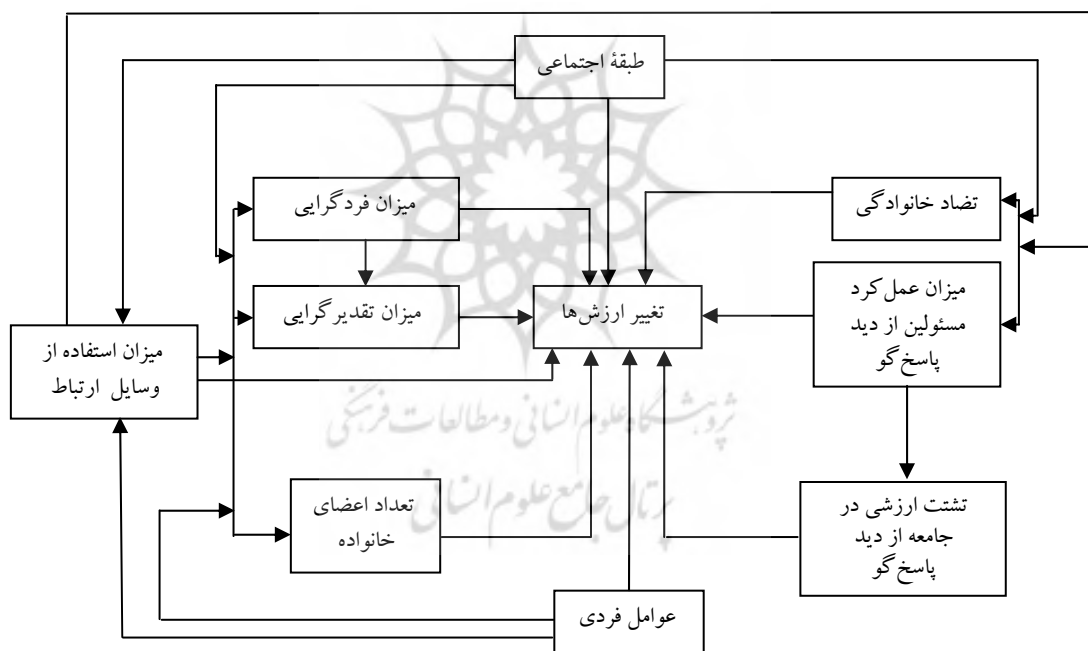 طبقهٔ اجتماعی
میزان فردگرایی
تضاد خانوادگی
میزان تقدیرگرایی
تغییر ارزش‌ها
میزان عمل‌کرد
مسئولین از دید
پاسخ‌گو
میزان استفاده از
وسایل ارتباط
پژوهشگاه علوم انسانی و مطالعات فرهنگی
پرتال جامع علوم انسانی
تعداد اعضای
خانواده
تشتت ارزشی در
جامعه از دید
پاسخ‌گو
عوامل فردی